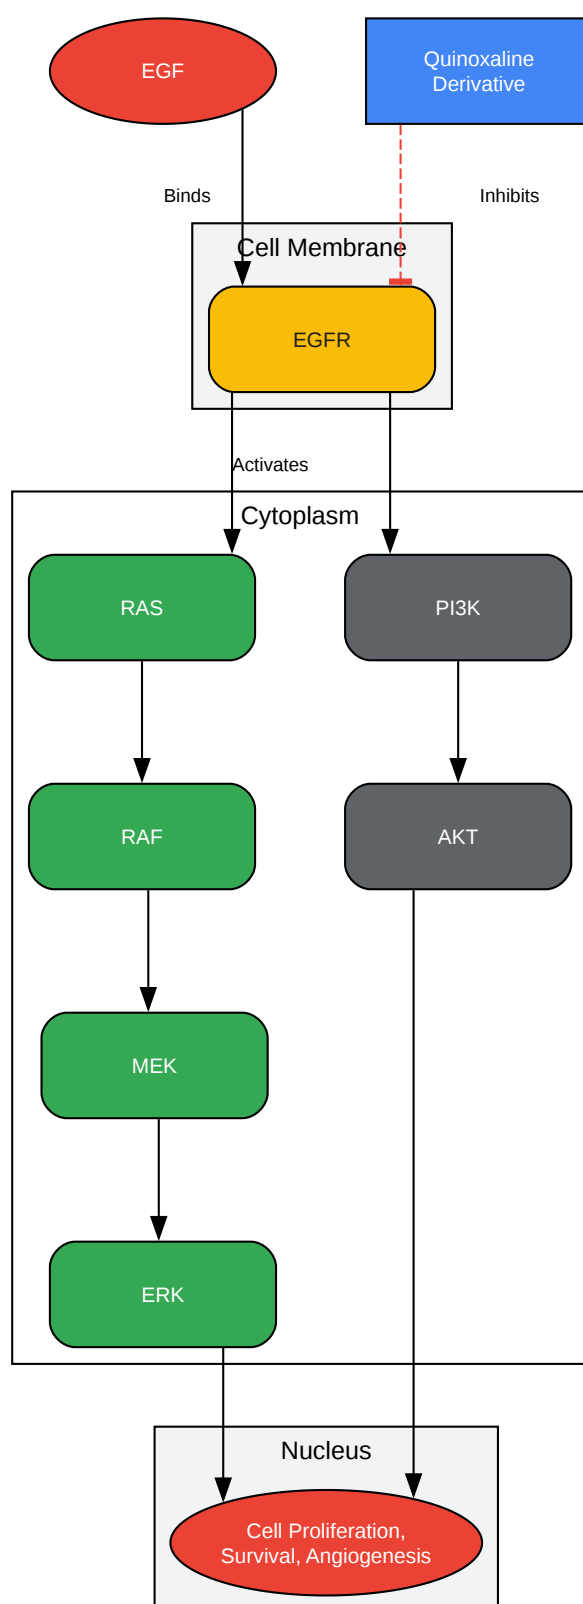 EGF
Quinoxaline
Derivative
Binds
Inhibits
Cell Membrane
EGFR
Activates
Cytoplasm
RAS
PI3K
RAF
AKT
MEK
ERK
Nucleus
Cell Proliferation,
Survival, Angiogenesis